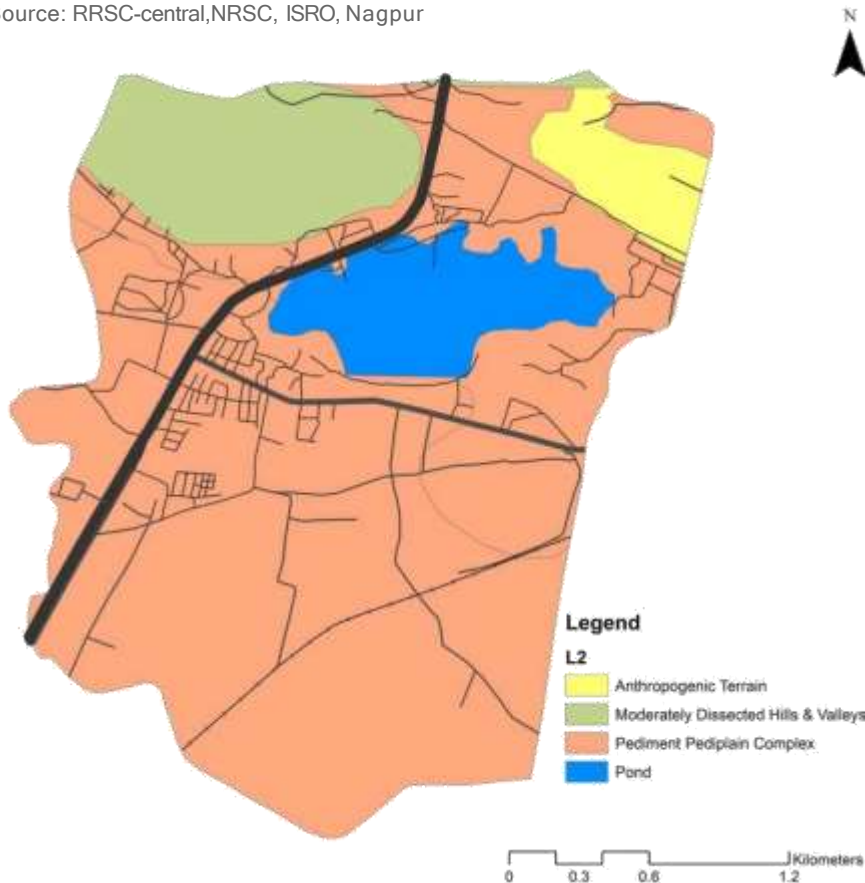 ource: RRSC-central,NRSC, ISRO, Nagpur
N
Legend
L2
Anthropogenic Terrain
Moderately Dissected Hills & Valleys
Pediment Pediplain Complex
Pond
Kilometers
0 0.3 0.6 1.2